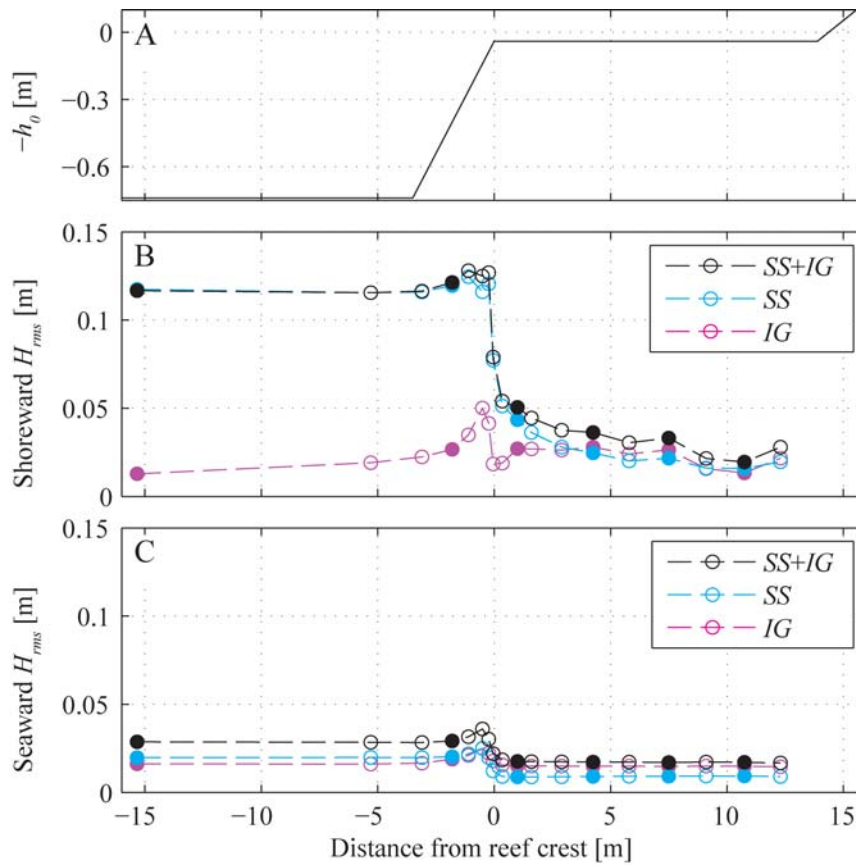 A
0
−0.3
−0.6
−h₀ [m]
B
0.15
0.1
0.05
0
Shoreward Hrms [m]
SS+IG
SS
IG
C
0.15
0.1
0.05
0
Seaward Hrms [m]
SS+IG
SS
IG
−15 −10 −5 0 5 10 15
Distance from reef crest [m]